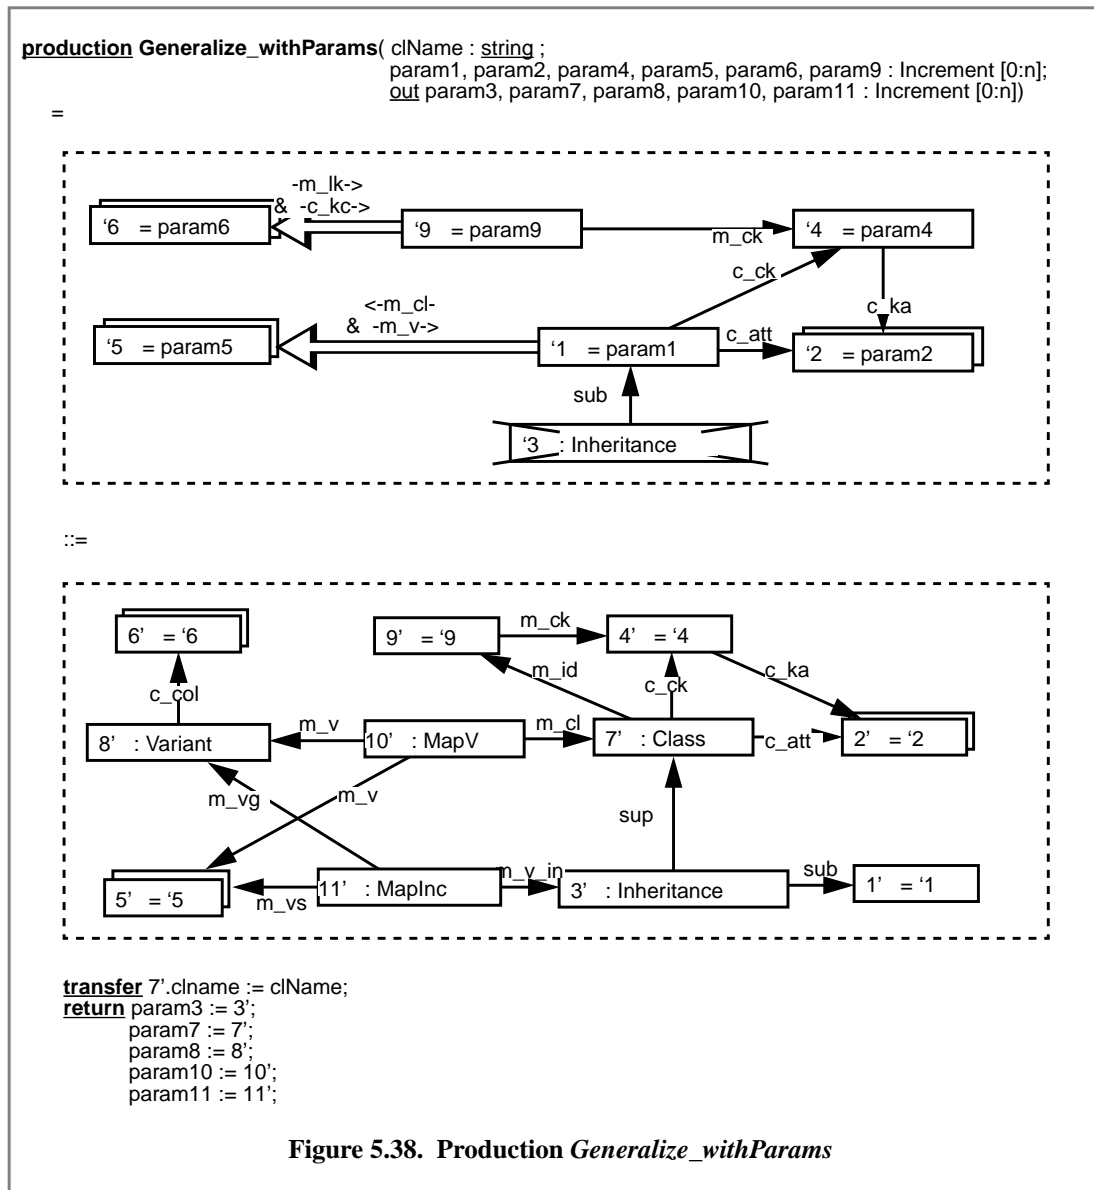 production Generalize_withParams( clName : string ;
param1, param2, param4, param5, param6, param9 : Increment [0:n];
out param3, param7, param8, param10, param11 : Increment [0:n])
=
-m_lk->
& -c_kc->
‘6 = param6
‘9 = param9
m_ck
‘4 = param4
c_ck
c_ka
<-m_cl-
& -m_v->
‘5 = param5
‘1 = param1
c_att
‘2 = param2
sub
‘3 : Inheritance
::=
6’ = ‘6
9’ = ‘9
m_ck
4’ = ‘4
c_col
m_id
c_ck
c_ka
8’ : Variant
m_v
10’ : MapV
m_cl
7’ : Class
c_att
2’ = ‘2
m_vg
m_v
sup
5’ = ‘5
m_vs
11’ : MapInc
m_v_in
3’ : Inheritance
sub
1’ = ‘1
transfer 7’.clname := clName;
return param3 := 3’;
param7 := 7’;
param8 := 8’;
param10 := 10’;
param11 := 11’;
Figure 5.38. Production Generalize_withParams